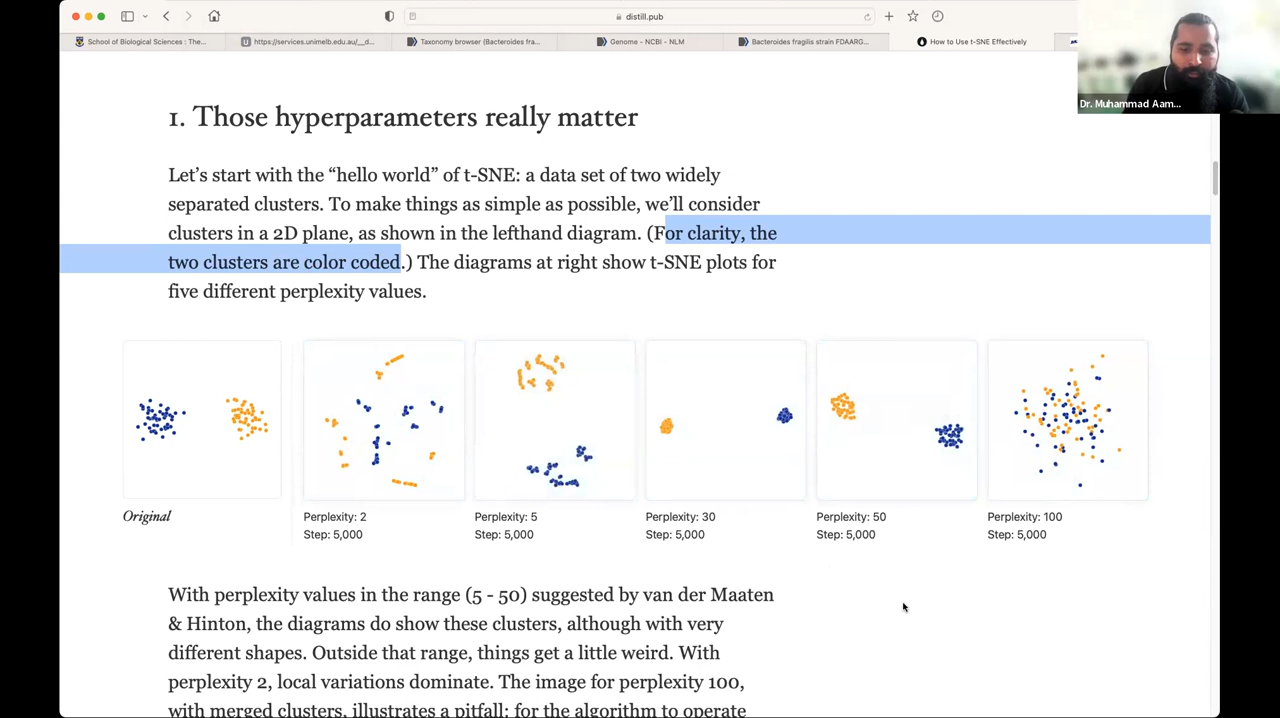 distill.pub
School of Biological Sciences : The...
https://services.unimelb.edu.au/__d...
Taxonomy browser (Bacteroides fra...
Genome - NCBI - NLM
Bacteroides fragilis strain FDAARG...
How to Use t-SNE Effectively
Dr. Muhammad Aam...
1. Those hyperparameters really matter
Let’s start with the “hello world” of t-SNE: a data set of two widely
separated clusters. To make things as simple as possible, we’ll consider
clusters in a 2D plane, as shown in the lefthand diagram. (For clarity, the
two clusters are color coded.) The diagrams at right show t-SNE plots for
five different perplexity values.
Original
Perplexity: 2
Step: 5,000
Perplexity: 5
Step: 5,000
Perplexity: 30
Step: 5,000
Perplexity: 50
Step: 5,000
Perplexity: 100
Step: 5,000
With perplexity values in the range (5 - 50) suggested by van der Maaten
& Hinton, the diagrams do show these clusters, although with very
different shapes. Outside that range, things get a little weird. With
perplexity 2, local variations dominate. The image for perplexity 100,
with merged clusters, illustrates a pitfall: for the algorithm to operate